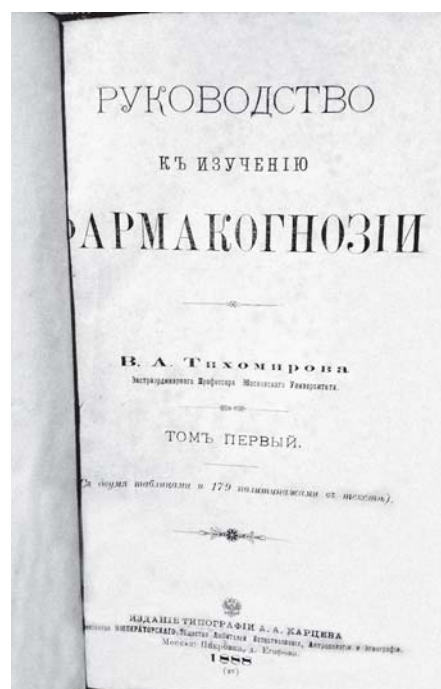 РУКОВОДСТВО
КЪ ИЗУЧЕНІЮ
ФАРМАКОГНОЗІИ
В. А. Тихомирова
Экстраординарнаго Профессора Московскаго Университета.
ТОМЪ ПЕРВЫЙ.
(Съ двумя таблицами и 179 политипажами въ текстѣ).
ИЗДАНІЕ ТИПОГРАФІИ А. А. КАРЦЕВА
ИМПЕРАТОРСКАГО Общества Любителей Естествознанія, Антропологіи и Этнографіи.
Москва: Покровка, д. Егорова.
1888